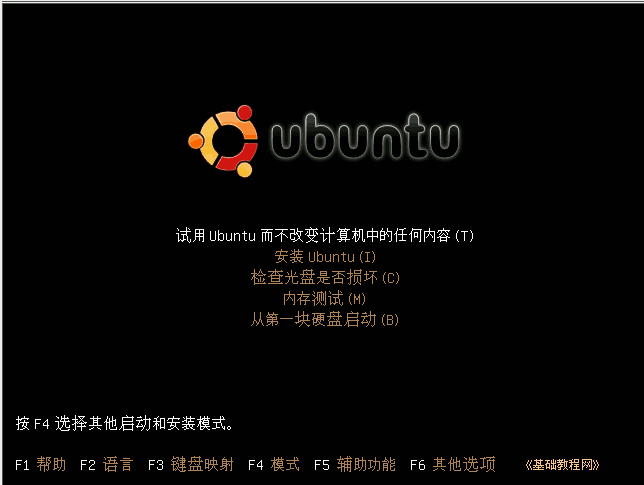 ubuntu
试用 Ubuntu 而不改变计算机中的任何内容 (T)
安装 Ubuntu (I)
检查光盘是否损坏 (C)
内存测试 (M)
从第一块硬盘启动 (B)
按 F4 选择其他启动和安装模式。
F1 帮助 F2 语言 F3 键盘映射 F4 模式 F5 辅助功能 F6 其他选项 《基础教程网》